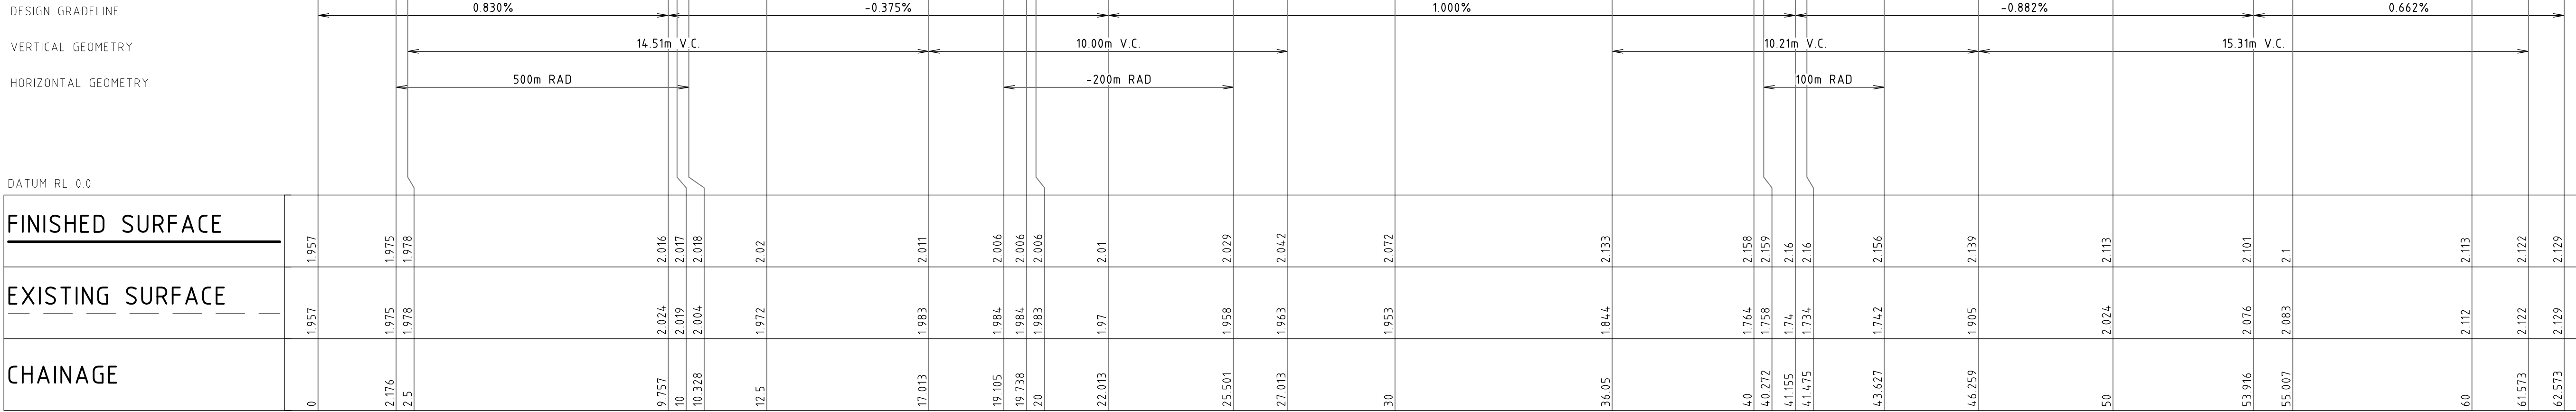 DESIGN GRADELINE 0.830% -0.375% 1.000% -0.882% 0.662%
VERTICAL GEOMETRY 14.51m V.C. 10.00m V.C. 10.21m V.C. 15.31m V.C.
HORIZONTAL GEOMETRY 500m RAD -200m RAD 100m RAD
DATUM RL 0.0
FINISHED SURFACE 1.957 1.975 1.978 2.016 2.017 2.018 2.02 2.011 2.006 2.006 2.006 2.01 2.029 2.042 2.072 2.133 2.158 2.159 2.16 2.16 2.156 2.139 2.113 2.101 2.1 2.113 2.122 2.129
EXISTING SURFACE 1.957 1.975 1.978 2.024 2.019 2.004 1.972 1.983 1.984 1.984 1.983 1.97 1.958 1.963 1.953 1.844 1.764 1.758 1.74 1.734 1.742 1.905 2.024 2.076 2.083 2.112 2.122 2.129
CHAINAGE 0 2.176 2.5 9.757 10 10.328 12.5 17.013 19.105 19.738 20 22.013 25.501 27.013 30 36.05 40 40.272 41.155 41.475 43.627 46.259 50 53.916 55.007 60 61.573 62.573